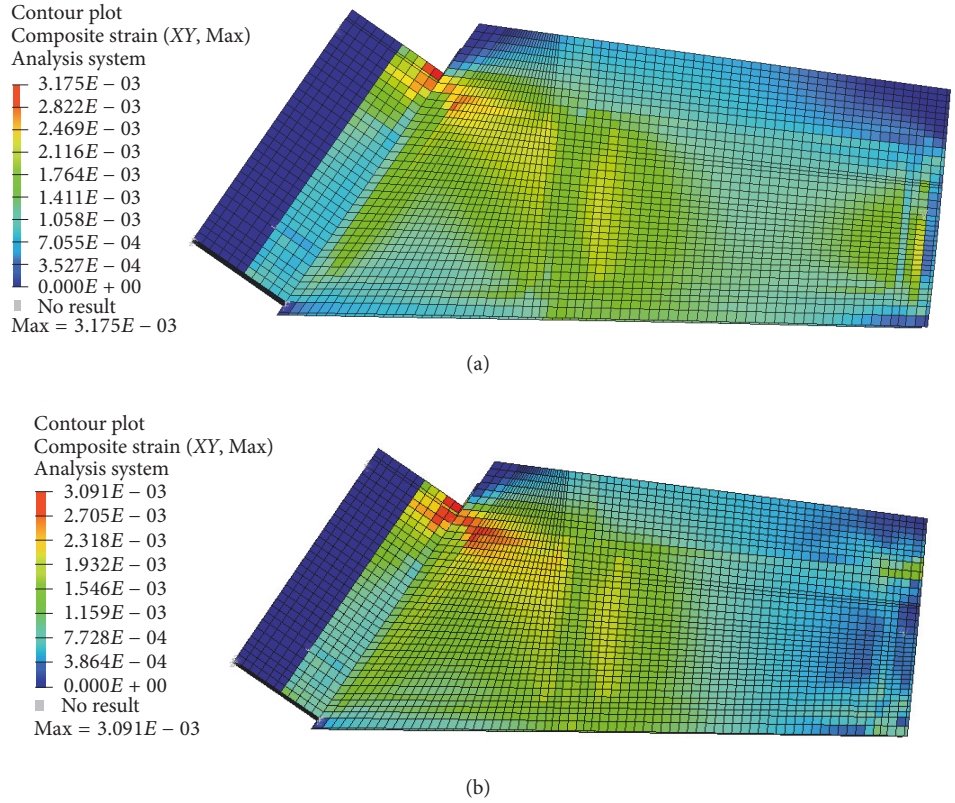 Contour plot
Composite strain (XY, Max)
Analysis system
3.175E − 03
2.822E − 03
2.469E − 03
2.116E − 03
1.764E − 03
1.411E − 03
1.058E − 03
7.055E − 04
3.527E − 04
0.000E + 00
No result
Max = 3.175E − 03
(a)
Contour plot
Composite strain (XY, Max)
Analysis system
3.091E − 03
2.705E − 03
2.318E − 03
1.932E − 03
1.546E − 03
1.159E − 03
7.728E − 04
3.864E − 04
0.000E + 00
No result
Max = 3.091E − 03
(b)